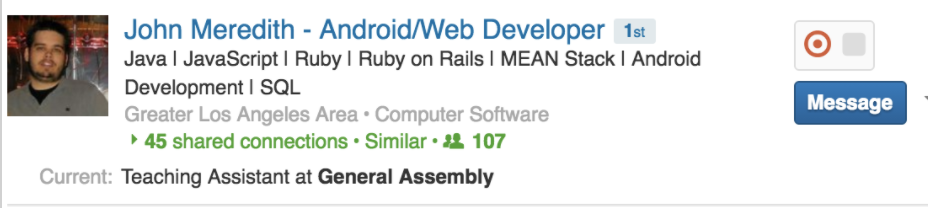 John Meredith - Android/Web Developer 1st
Java | JavaScript | Ruby | Ruby on Rails | MEAN Stack | Android
Development | SQL
Greater Los Angeles Area • Computer Software
45 shared connections • Similar • 107
Message
Current: Teaching Assistant at General Assembly